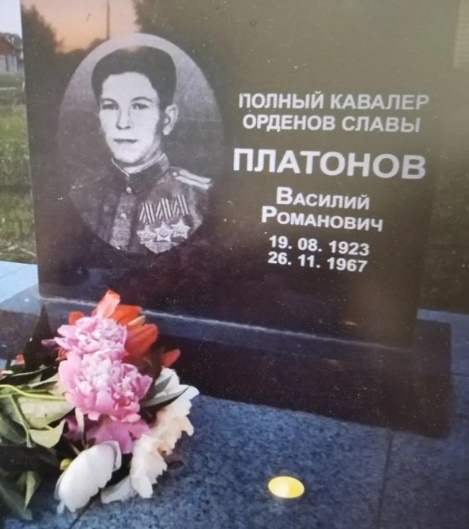 ПОЛНЫЙ КАВАЛЕР
ОРДЕНОВ СЛАВЫ
ПЛАТОНОВ
ВАСИЛИЙ
РОМАНОВИЧ
19. 08. 1923
26. 11. 1967